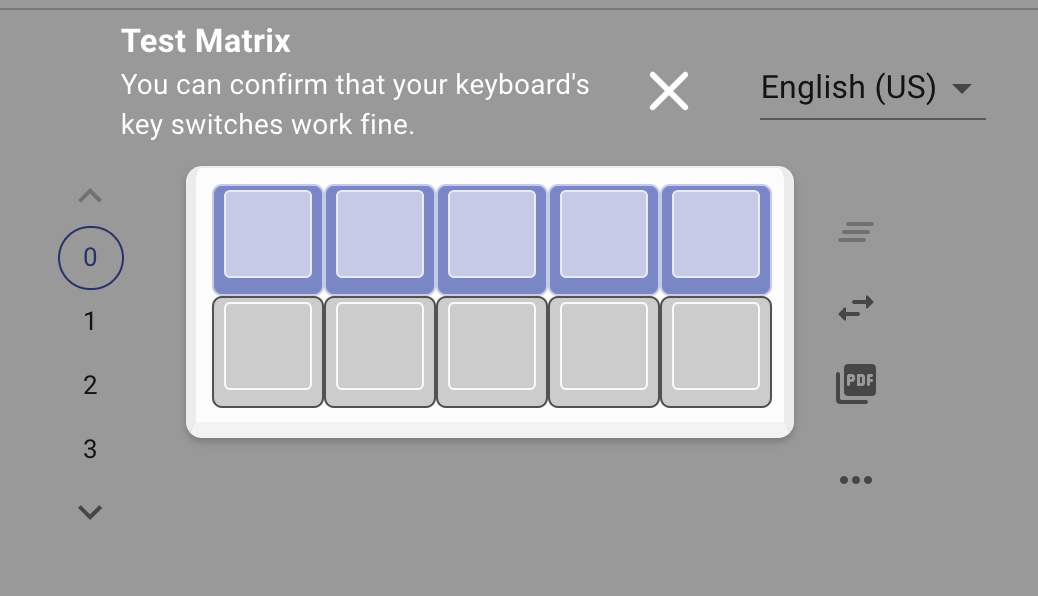 Test Matrix
You can confirm that your keyboard's
key switches work fine.
English (US)
0
1
2
3
PDF